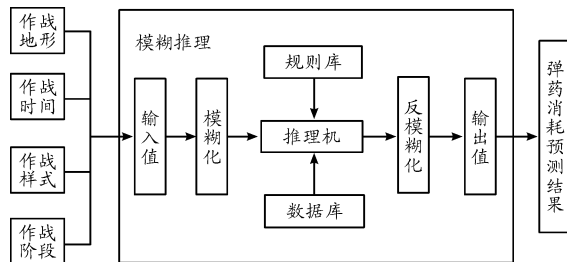 作战
地形
作战
时间
作战
样式
作战
阶段
模糊推理
输入值
模糊化
规则库
推理机
数据库
反模糊化
输出值
弹药消耗预测结果